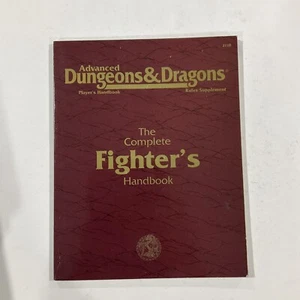 Advanced
Dungeons & Dragons®
Player's Handbook Rules Supplement
The
Complete
Fighter's
Handbook